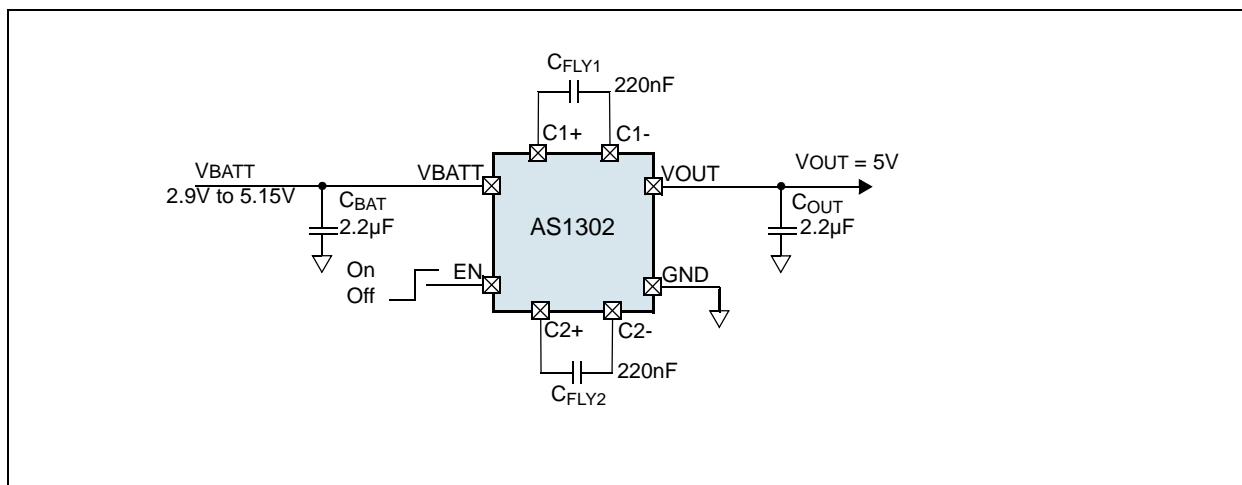 CFLY1
220nF
C1+ C1-
VBATT
2.9V to 5.15V
VBATT
VOUT
VOUT = 5V
CBAT
2.2µF
AS1302
COUT
2.2µF
On
Off
EN
GND
C2+ C2-
220nF
CFLY2